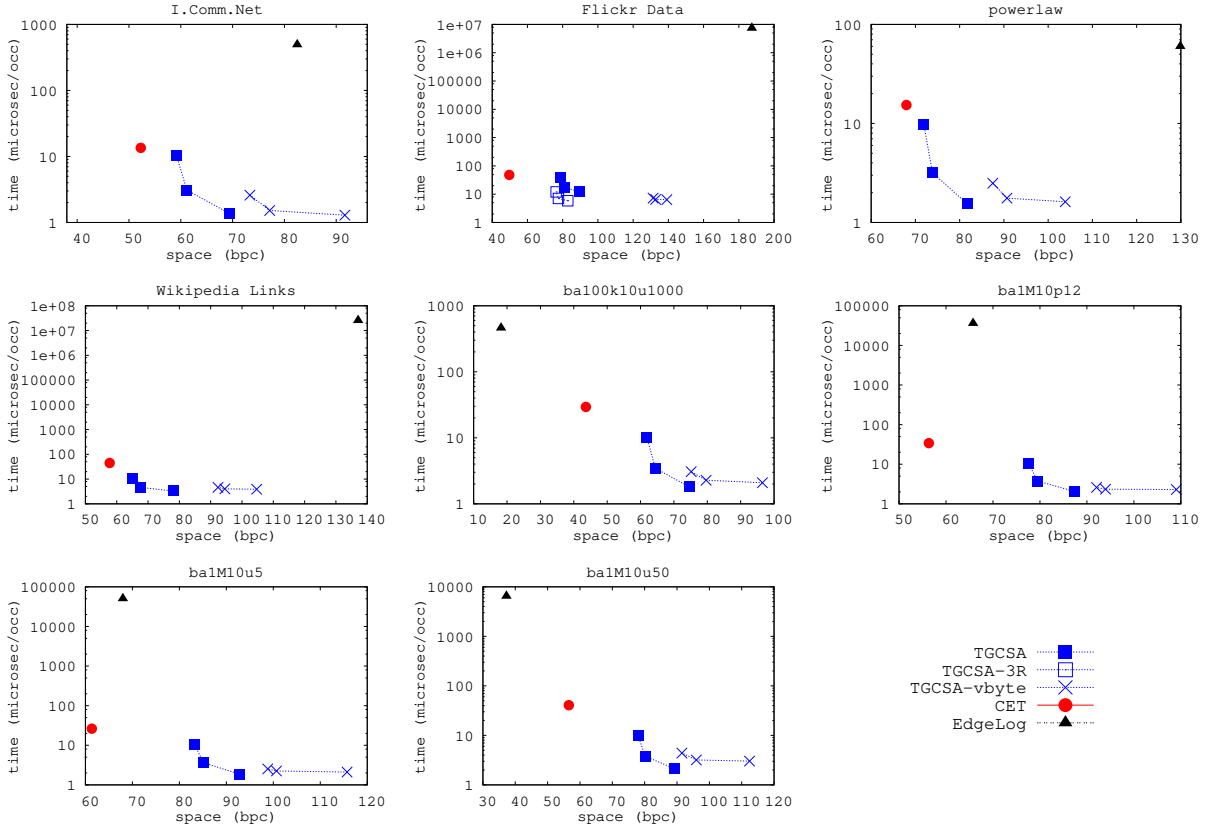 I.Comm.Net
time (microsec/occ)
1000
100
10
1
40 50 60 70 80 90
space (bpc)
Flickr Data
time (microsec/occ)
1e+07
1e+06
100000
10000
1000
100
10
1
40 60 80 100 120 140 160 180 200
space (bpc)
powerlaw
time (microsec/occ)
100
10
1
60 70 80 90 100 110 120 130
space (bpc)
Wikipedia Links
time (microsec/occ)
1e+08
1e+07
1e+06
100000
10000
1000
100
10
1
50 60 70 80 90 100 110 120 130 140
space (bpc)
ba100k10u1000
time (microsec/occ)
1000
100
10
1
10 20 30 40 50 60 70 80 90 100
space (bpc)
ba1M10p12
time (microsec/occ)
100000
10000
1000
100
10
1
50 60 70 80 90 100 110
space (bpc)
ba1M10u5
time (microsec/occ)
100000
10000
1000
100
10
1
60 70 80 90 100 110 120
space (bpc)
ba1M10u50
time (microsec/occ)
10000
1000
100
10
1
30 40 50 60 70 80 90 100 110 120
space (bpc)
TGCSA
TGCSA-3R
TGCSA-vbyte
CET
EdgeLog